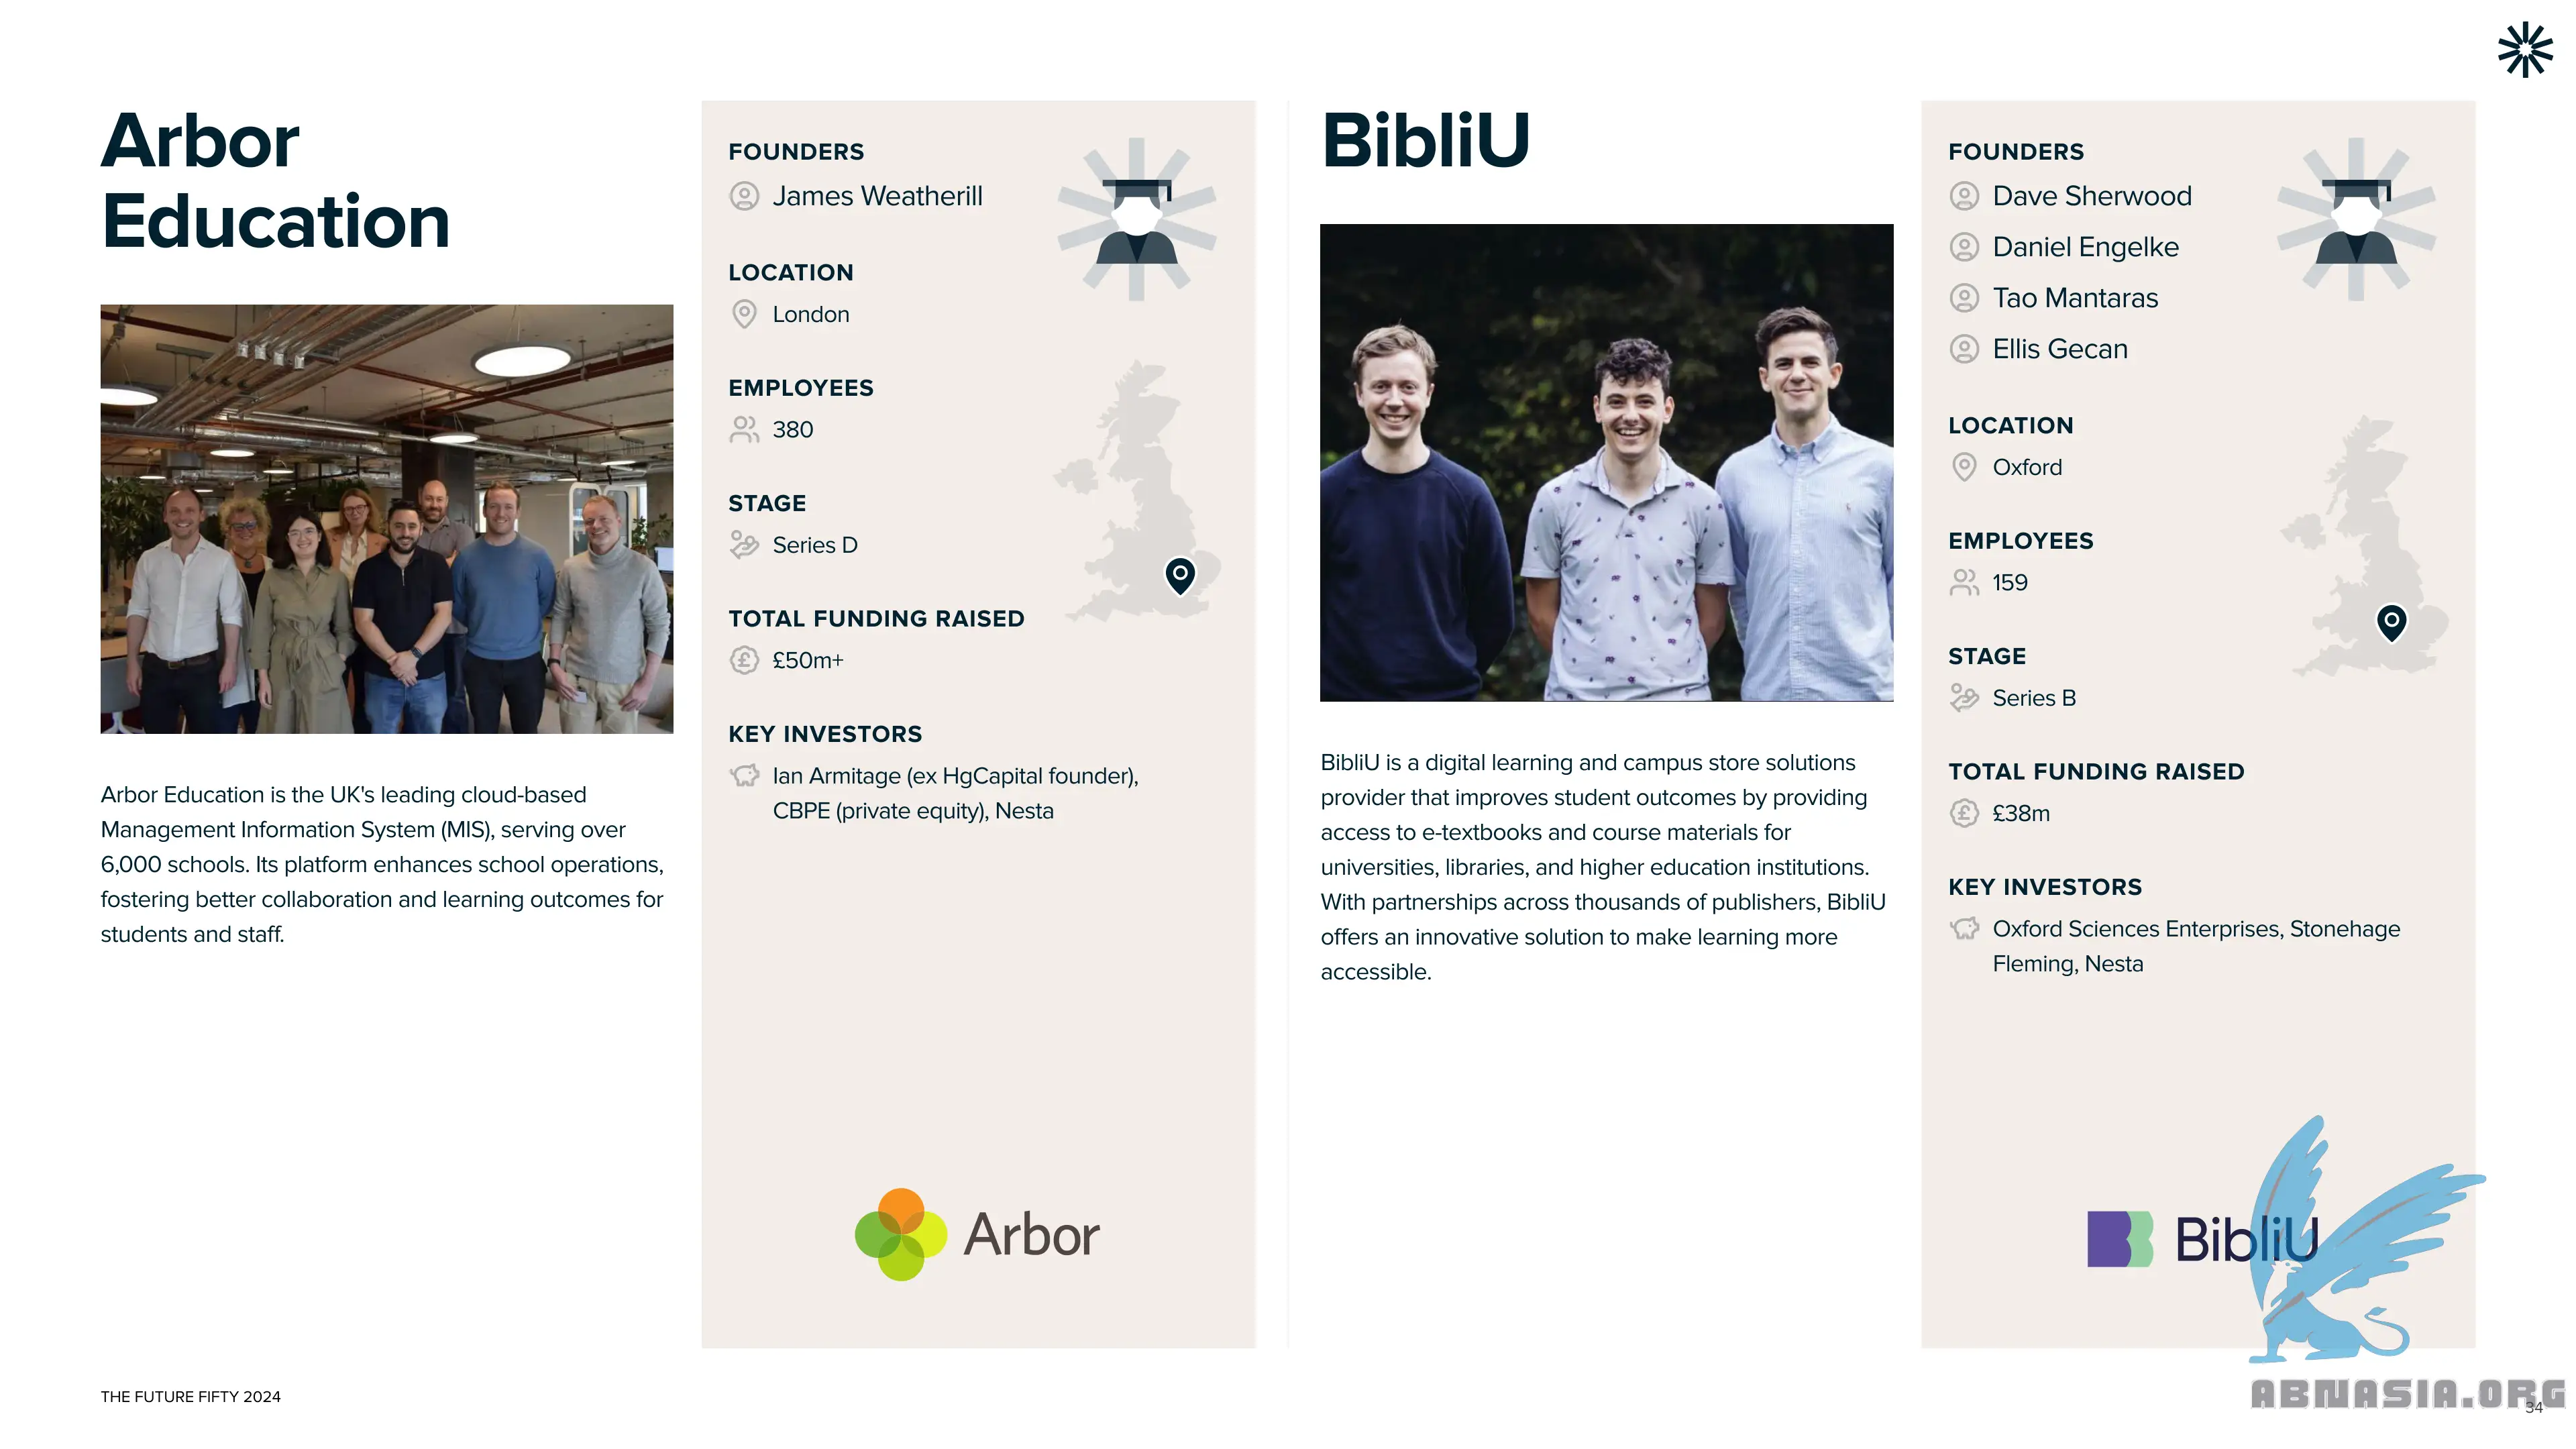 Arbor
Education
Arbor Education is the UK's leading cloud-based
Management Information System (MIS), serving over
6,000 schools. Its platform enhances school operations,
fostering better collaboration and learning outcomes for
students and staff.
FOUNDERS
James Weatherill
LOCATION
London
EMPLOYEES
380
STAGE
Series D
TOTAL FUNDING RAISED
£50m+
KEY INVESTORS
Ian Armitage (ex HgCapital founder),
CBPE (private equity), Nesta
Arbor
BibliU
BibliU is a digital learning and campus store solutions
provider that improves student outcomes by providing
access to e-textbooks and course materials for
universities, libraries, and higher education institutions.
With partnerships across thousands of publishers, BibliU
offers an innovative solution to make learning more
accessible.
FOUNDERS
Dave Sherwood
Daniel Engelke
Tao Mantaras
Ellis Gecan
LOCATION
Oxford
EMPLOYEES
159
STAGE
Series B
TOTAL FUNDING RAISED
£38m
KEY INVESTORS
Oxford Sciences Enterprises, Stonehage
Fleming, Nesta
BibliU
THE FUTURE FIFTY 2024
ABNASIA.ORG
34